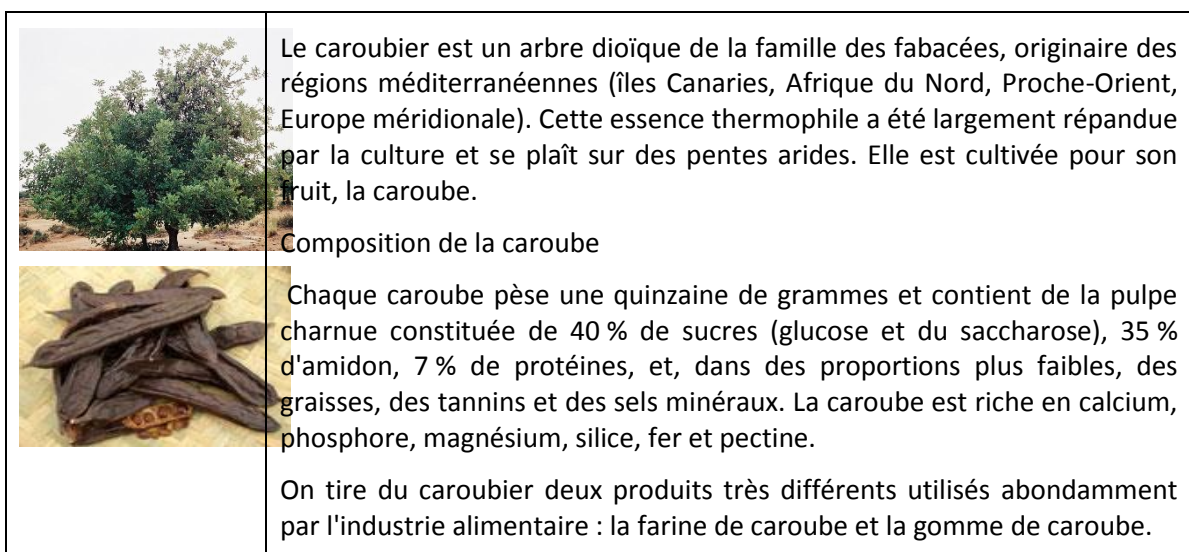 Le caroubier est un arbre dioïque de la famille des fabacées, originaire des
régions méditerranéennes (îles Canaries, Afrique du Nord, Proche-Orient,
Europe méridionale). Cette essence thermophile a été largement répandue
par la culture et se plaît sur des pentes arides. Elle est cultivée pour son
fruit, la caroube.
Composition de la caroube
Chaque caroube pèse une quinzaine de grammes et contient de la pulpe
charnue constituée de 40 % de sucres (glucose et du saccharose), 35 %
d'amidon, 7 % de protéines, et, dans des proportions plus faibles, des
graisses, des tannins et des sels minéraux. La caroube est riche en calcium,
phosphore, magnésium, silice, fer et pectine.
On tire du caroubier deux produits très différents utilisés abondamment
par l'industrie alimentaire : la farine de caroube et la gomme de caroube.